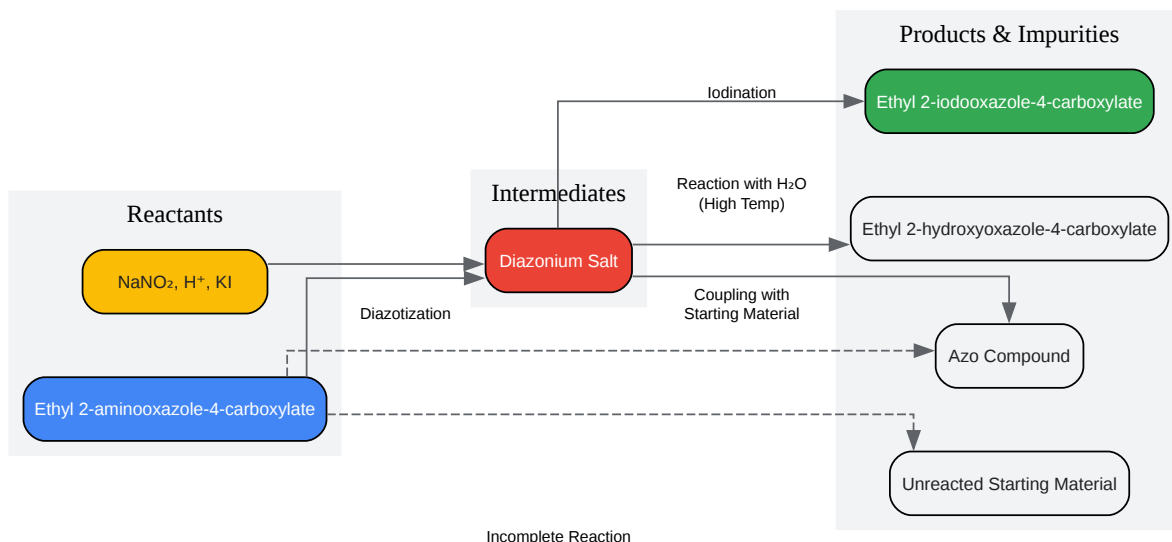 Products & Impurities
Iodination
Ethyl 2-iodooxazole-4-carboxylate
Intermediates
Reaction with H₂O
(High Temp)
Reactants
Ethyl 2-hydroxyoxazole-4-carboxylate
Diazonium Salt
NaNO₂, H⁺, KI
Coupling with
Starting Material
Diazotization
Azo Compound
Ethyl 2-aminooxazole-4-carboxylate
Unreacted Starting Material
Incomplete Reaction